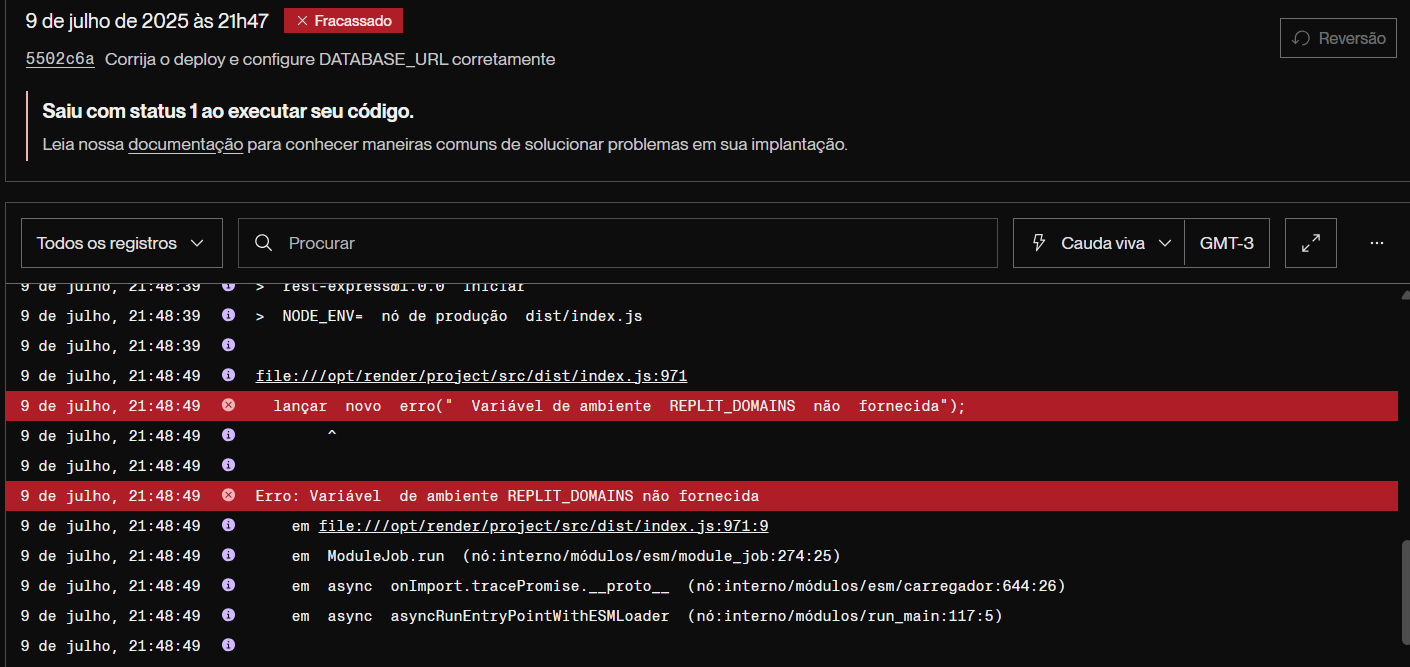 9 de julho de 2025 às 21h47 × Fracassado
Reversão
5502c6a Corrija o deploy e configure DATABASE_URL corretamente
Saiu com status 1 ao executar seu código.
Leia nossa documentação para conhecer maneiras comuns de solucionar problemas em sua implantação.
Todos os registros Procurar Cauda viva GMT-3 ...
9 de julho, 21:48:39 > rest-express@1.0.0 iniciar
9 de julho, 21:48:39 > NODE_ENV= nó de produção dist/index.js
9 de julho, 21:48:39
9 de julho, 21:48:49 file:///opt/render/project/src/dist/index.js:971
9 de julho, 21:48:49 lançar novo erro(" Variável de ambiente REPLIT_DOMAINS não fornecida");
9 de julho, 21:48:49 ^
9 de julho, 21:48:49
9 de julho, 21:48:49 Erro: Variável de ambiente REPLIT_DOMAINS não fornecida
9 de julho, 21:48:49 em file:///opt/render/project/src/dist/index.js:971:9
9 de julho, 21:48:49 em ModuleJob.run (nó:interno/módulos/esm/module_job:274:25)
9 de julho, 21:48:49 em async onImport.tracePromise.__proto__ (nó:interno/módulos/esm/carregador:644:26)
9 de julho, 21:48:49 em async asyncRunEntryPointWithESMLoader (nó:interno/módulos/run_main:117:5)
9 de julho, 21:48:49